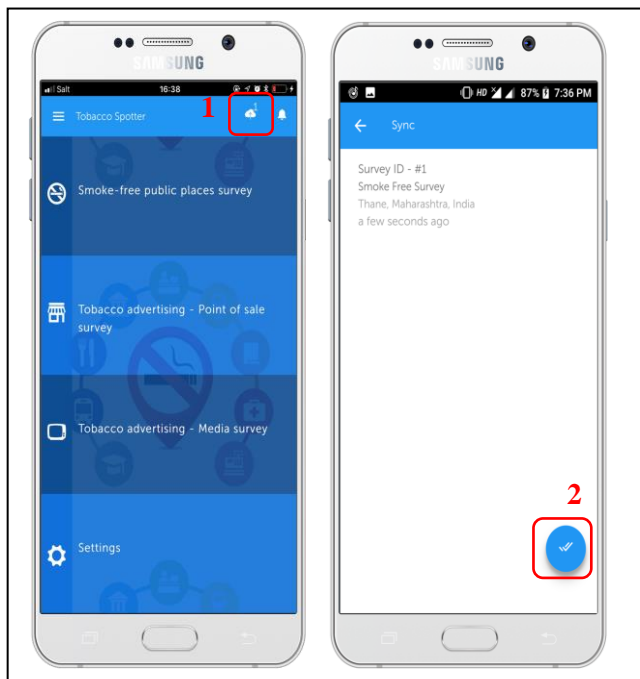 SAMSUNG
Salt 16:38
Tobacco Spotter 1 1
Smoke-free public places survey
Tobacco advertising - Point of sale
survey
Tobacco advertising - Media survey
Settings
SAMSUNG
HD 87% 7:36 PM
Sync
Survey ID - #1
Smoke Free Survey
Thane, Maharashtra, India
a few seconds ago
2